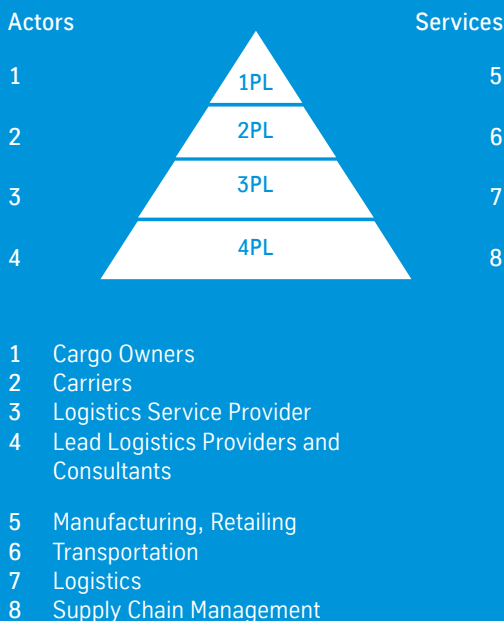 Actors Services
1 1PL 5
2 2PL 6
3 3PL 7
4 4PL 8
1 Cargo Owners
2 Carriers
3 Logistics Service Provider
4 Lead Logistics Providers and
Consultants
5 Manufacturing, Retailing
6 Transportation
7 Logistics
8 Supply Chain Management